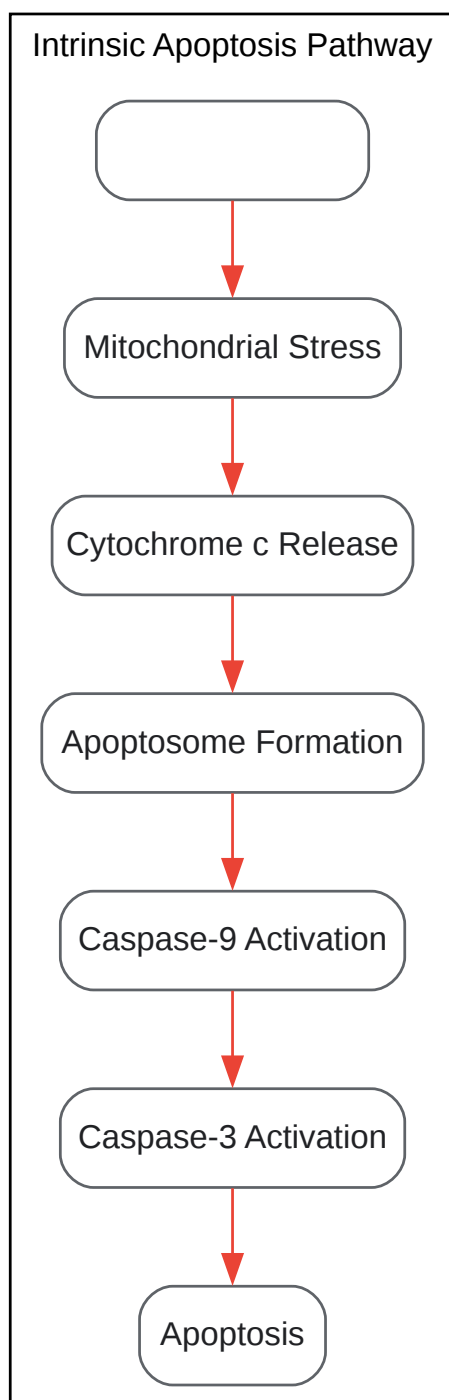 Intrinsic Apoptosis Pathway
Mitochondrial Stress
Cytochrome c Release
Apoptosome Formation
Caspase-9 Activation
Caspase-3 Activation
Apoptosis